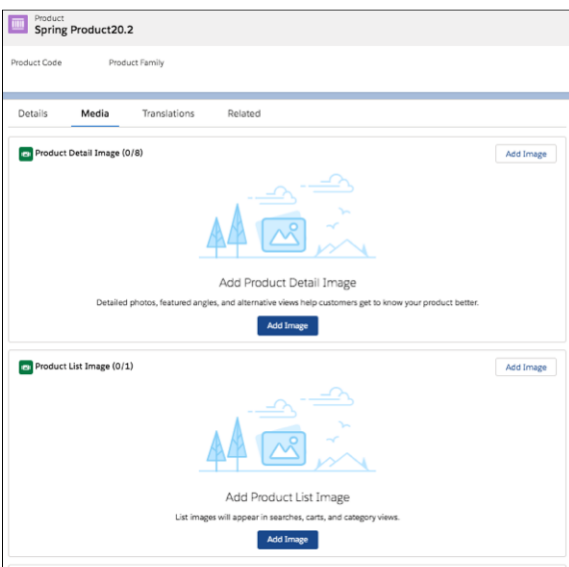 Product
Spring Product20.2
Product Code Product Family
Details Media Translations Related
Product Detail Image (0/8) Add Image
Add Product Detail Image
Detailed photos, featured angles, and alternative views help customers get to know your product better.
Add Image
Product List Image (0/1) Add Image
Add Product List Image
List images will appear in searches, carts, and category views.
Add Image